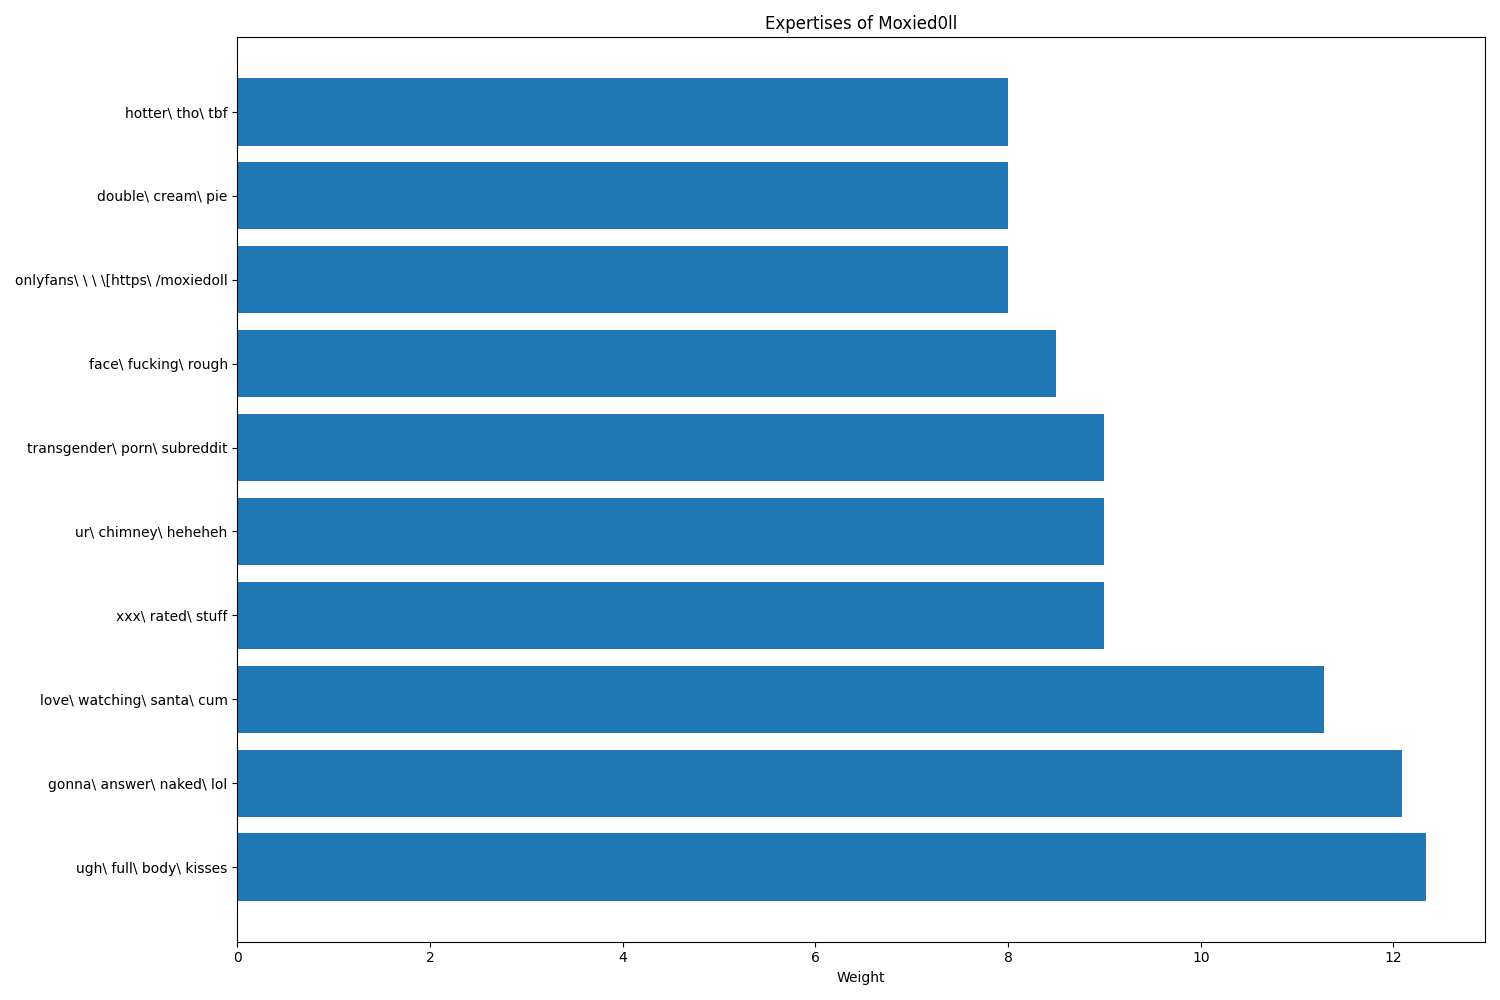 Expertises of Moxied0ll
hotter\ tho\ tbf
double\ cream\ pie
onlyfans\ \ \ \[https\ /moxiedoll
face\ fucking\ rough
transgender\ porn\ subreddit
ur\ chimney\ heheheh
xxx\ rated\ stuff
love\ watching\ santa\ cum
gonna\ answer\ naked\ lol
ugh\ full\ body\ kisses
0 2 4 6 8 10 12
Weight